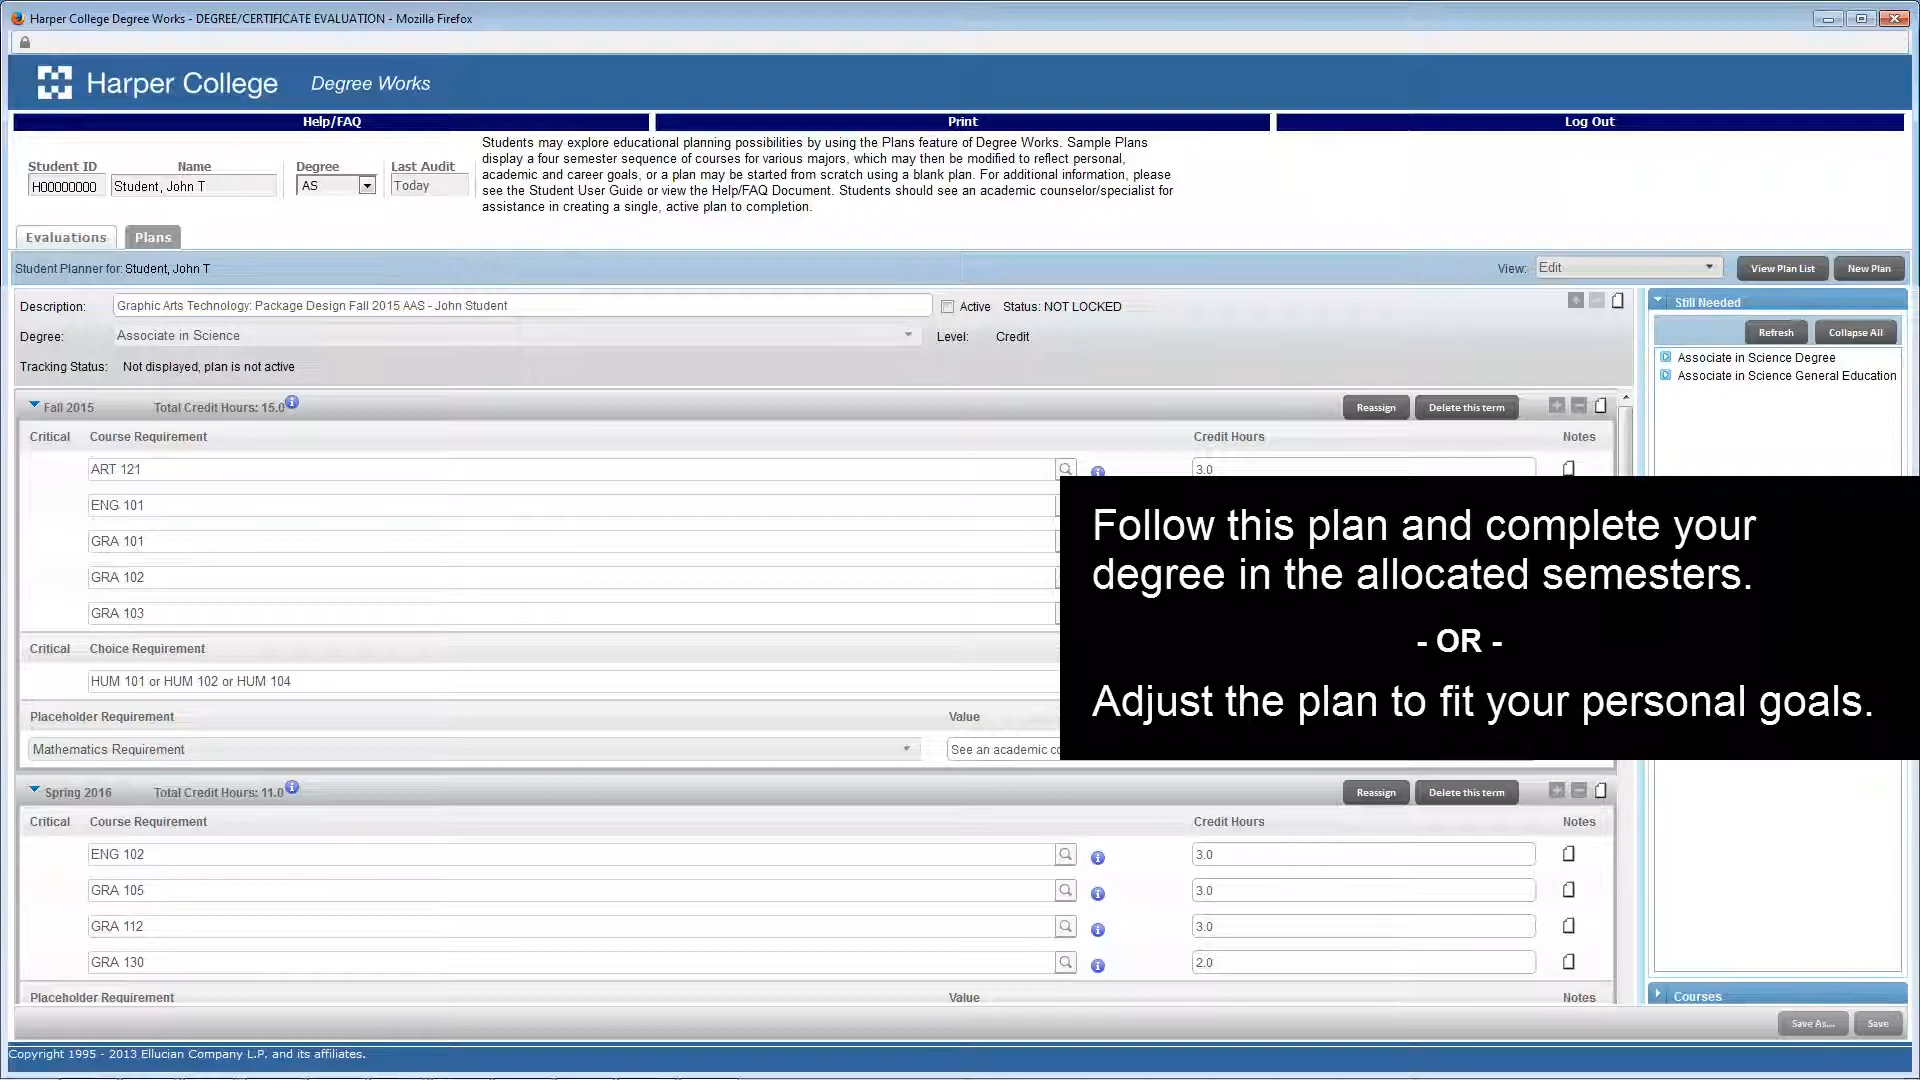 Harper College Degree Works - DEGREE/CERTIFICATE EVALUATION - Mozilla Firefox
Harper College Degree Works
Help/FAQ Print Log Out
Students may explore educational planning possibilities by using the Plans feature of Degree Works. Sample Plans
display a four semester sequence of courses for various majors, which may then be modified to reflect personal,
academic and career goals, or a plan may be started from scratch using a blank plan. For additional information, please
see the Student User Guide or view the Help/FAQ Document. Students should see an academic counselor/specialist for
assistance in creating a single, active plan to completion.
Student ID Name Degree Last Audit
H00000000 Student, John T AS Today
Evaluations Plans
Student Planner for: Student, John T View: Edit View Plan List New Plan
Description: Graphic Arts Technology: Package Design Fall 2015 AAS - John Student Active Status: NOT LOCKED
Degree: Associate in Science Level: Credit
Tracking Status: Not displayed, plan is not active
Still Needed
Refresh Collapse All
Associate in Science Degree
Associate in Science General Education
Fall 2015 Total Credit Hours: 15.0 Reassign Delete this term
Critical Course Requirement Credit Hours Notes
ART 121 3.0
ENG 101
GRA 101
GRA 102
GRA 103
Critical Choice Requirement
HUM 101 or HUM 102 or HUM 104
Placeholder Requirement Value
Mathematics Requirement See an academic co
Follow this plan and complete your
degree in the allocated semesters.
- OR -
Adjust the plan to fit your personal goals.
Spring 2016 Total Credit Hours: 11.0 Reassign Delete this term
Critical Course Requirement Credit Hours Notes
ENG 102 3.0
GRA 105 3.0
GRA 112 3.0
GRA 130 2.0
Placeholder Requirement Value Notes
Courses
Save As... Save
Copyright 1995 - 2013 Ellucian Company L.P. and its affiliates.